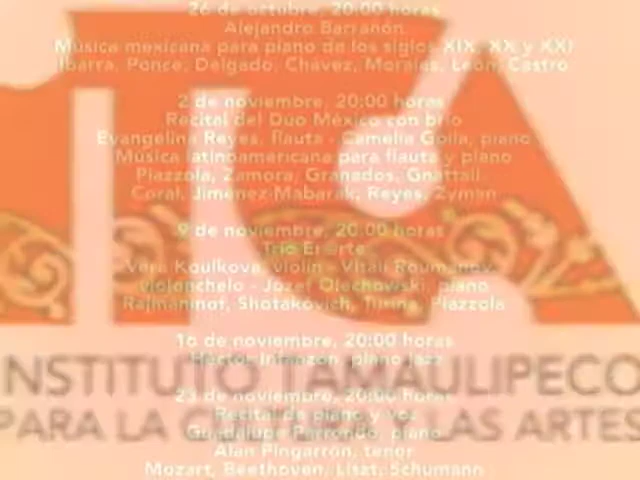 26 de octubre, 20:00 horas
Alejandro Barrañón
Música mexicana para piano de los siglos XIX, XX y XXI
Ibarra, Ponce, Delgado, Chávez, Morales, León, Castro
2 de noviembre, 20:00 horas
Recital del Dúo México con brío
Evangelina Reyes, flauta - Camelia Goila, piano
Música latinoamericana para flauta y piano
Piazzola, Zamora, Granados, Gnattali
Coral, Jiménez-Mabarak, Reyes, Zyman
9 de noviembre, 20:00 horas
Trío
Vera Koulkova, violín - Vitali Roumanov,
violonchelo - Jozef Olechowski, piano
Rajmaninof, Shotakóvich, Turina, Piazzola
16 de noviembre, 20:00 horas
Héctor Infanzón, piano jazz
INSTITUTO TAMAULIPECO
23 de noviembre, 20:00 horas
Recital de piano y voz
PARA LA LAS ARTES
Guadalupe Parrondo, piano
Alan Pingarrón, tenor
Mozart, Beethoven, Liszt, Schumann